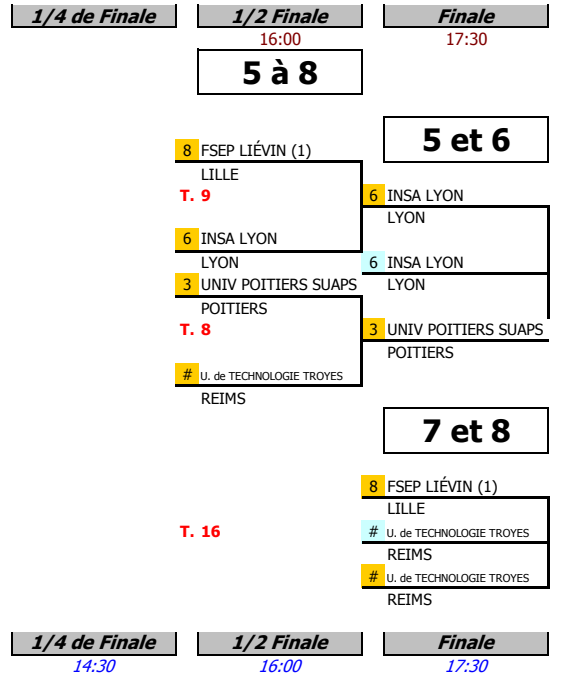 1/4 de Finale 1/2 Finale Finale
16:00 17:30
5 à 8
5 et 6
8 FSEP LIÉVIN (1)
LILLE
T. 9 6 INSA LYON
LYON
6 INSA LYON
LYON 6 INSA LYON
3 UNIV POITIERS SUAPS LYON
POITIERS
T. 8 3 UNIV POITIERS SUAPS
POITIERS
# U. de TECHNOLOGIE TROYES
REIMS
7 et 8
8 FSEP LIÉVIN (1)
LILLE
T. 16 # U. de TECHNOLOGIE TROYES
REIMS
# U. de TECHNOLOGIE TROYES
REIMS
1/4 de Finale 1/2 Finale Finale
14:30 16:00 17:30